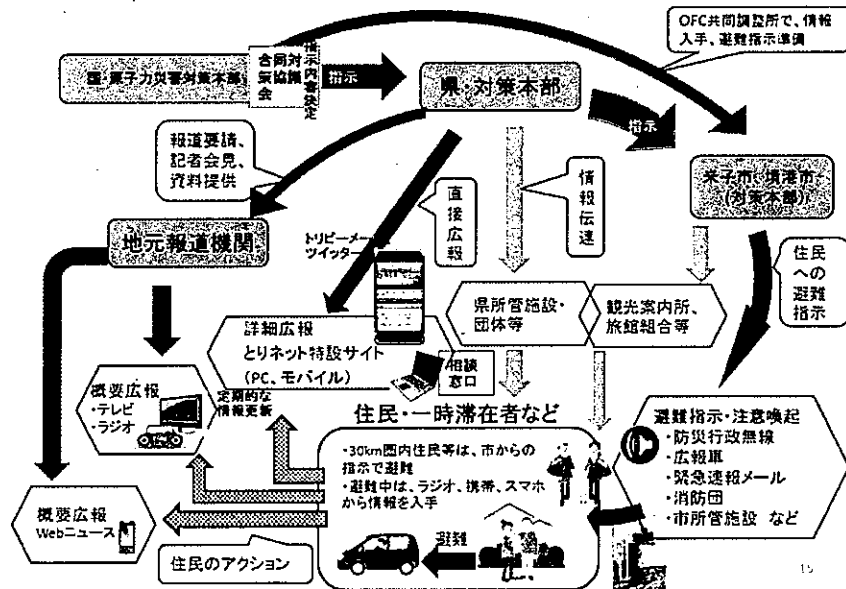 OFC共同調整所で、情報
入手、避難指示準備
国・原子力災害対策本部
合同対
策協議
会
指示内容決定
指示
県・対策本部
指示
報道要請、
記者会見、
資料提供
米子市、境港市
(対策本部)
地元報道機関
トリピーメール
ツイッター
直接広報
情報伝達
住民
への
避難
指示
県所管施設・
団体等
観光案内所、
旅館組合等
詳細広報
とりネット特設サイト
(PC、モバイル)
相談
窓口
概要広報
・テレビ
・ラジオ
定期的な
情報更新
住民・一時滞在者など
・30km圏内住民等は、市からの
指示で避難
・避難中は、ラジオ、携帯、スマホ
から情報を入手
避難
避難指示・注意喚起
・防災行政無線
・広報車
・緊急速報メール
・消防団
・市所管施設 など
概要広報
Webニュース
住民のアクション
15